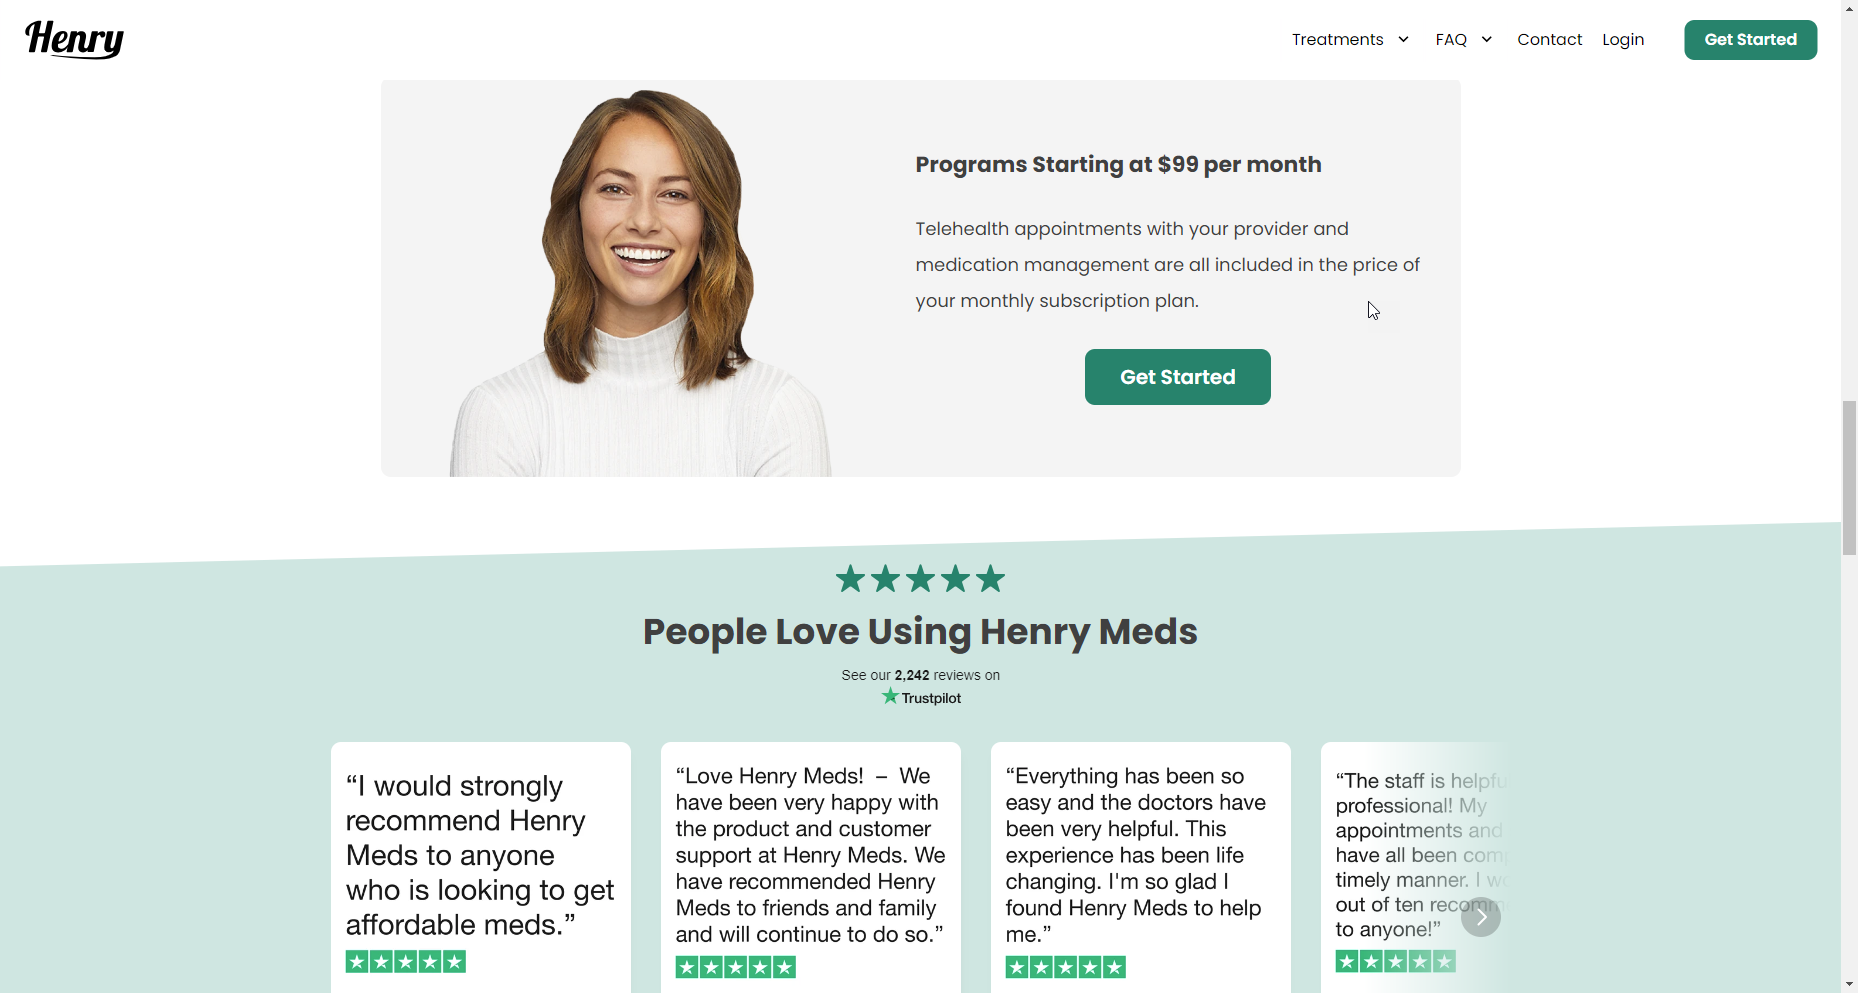 Henry
Treatments
FAQ
Contact
Login
Get Started
Programs Starting at $99 per month
Telehealth appointments with your provider and
medication management are all included in the price of
your monthly subscription plan.
Get Started
People Love Using Henry Meds
See our 2,242 reviews on
Trustpilot
“I would strongly
recommend Henry
Meds to anyone
who is looking to get
affordable meds.”
“Love Henry Meds! – We
have been very happy with
the product and customer
support at Henry Meds. We
have recommended Henry
Meds to friends and family
and will continue to do so.”
“Everything has been so
easy and the doctors have
been very helpful. This
experience has been life
changing. I'm so glad I
found Henry Meds to help
me.”
“The staff is
professional! My
appointments and
have all been
timely manner. I
out of ten
to anyone!”